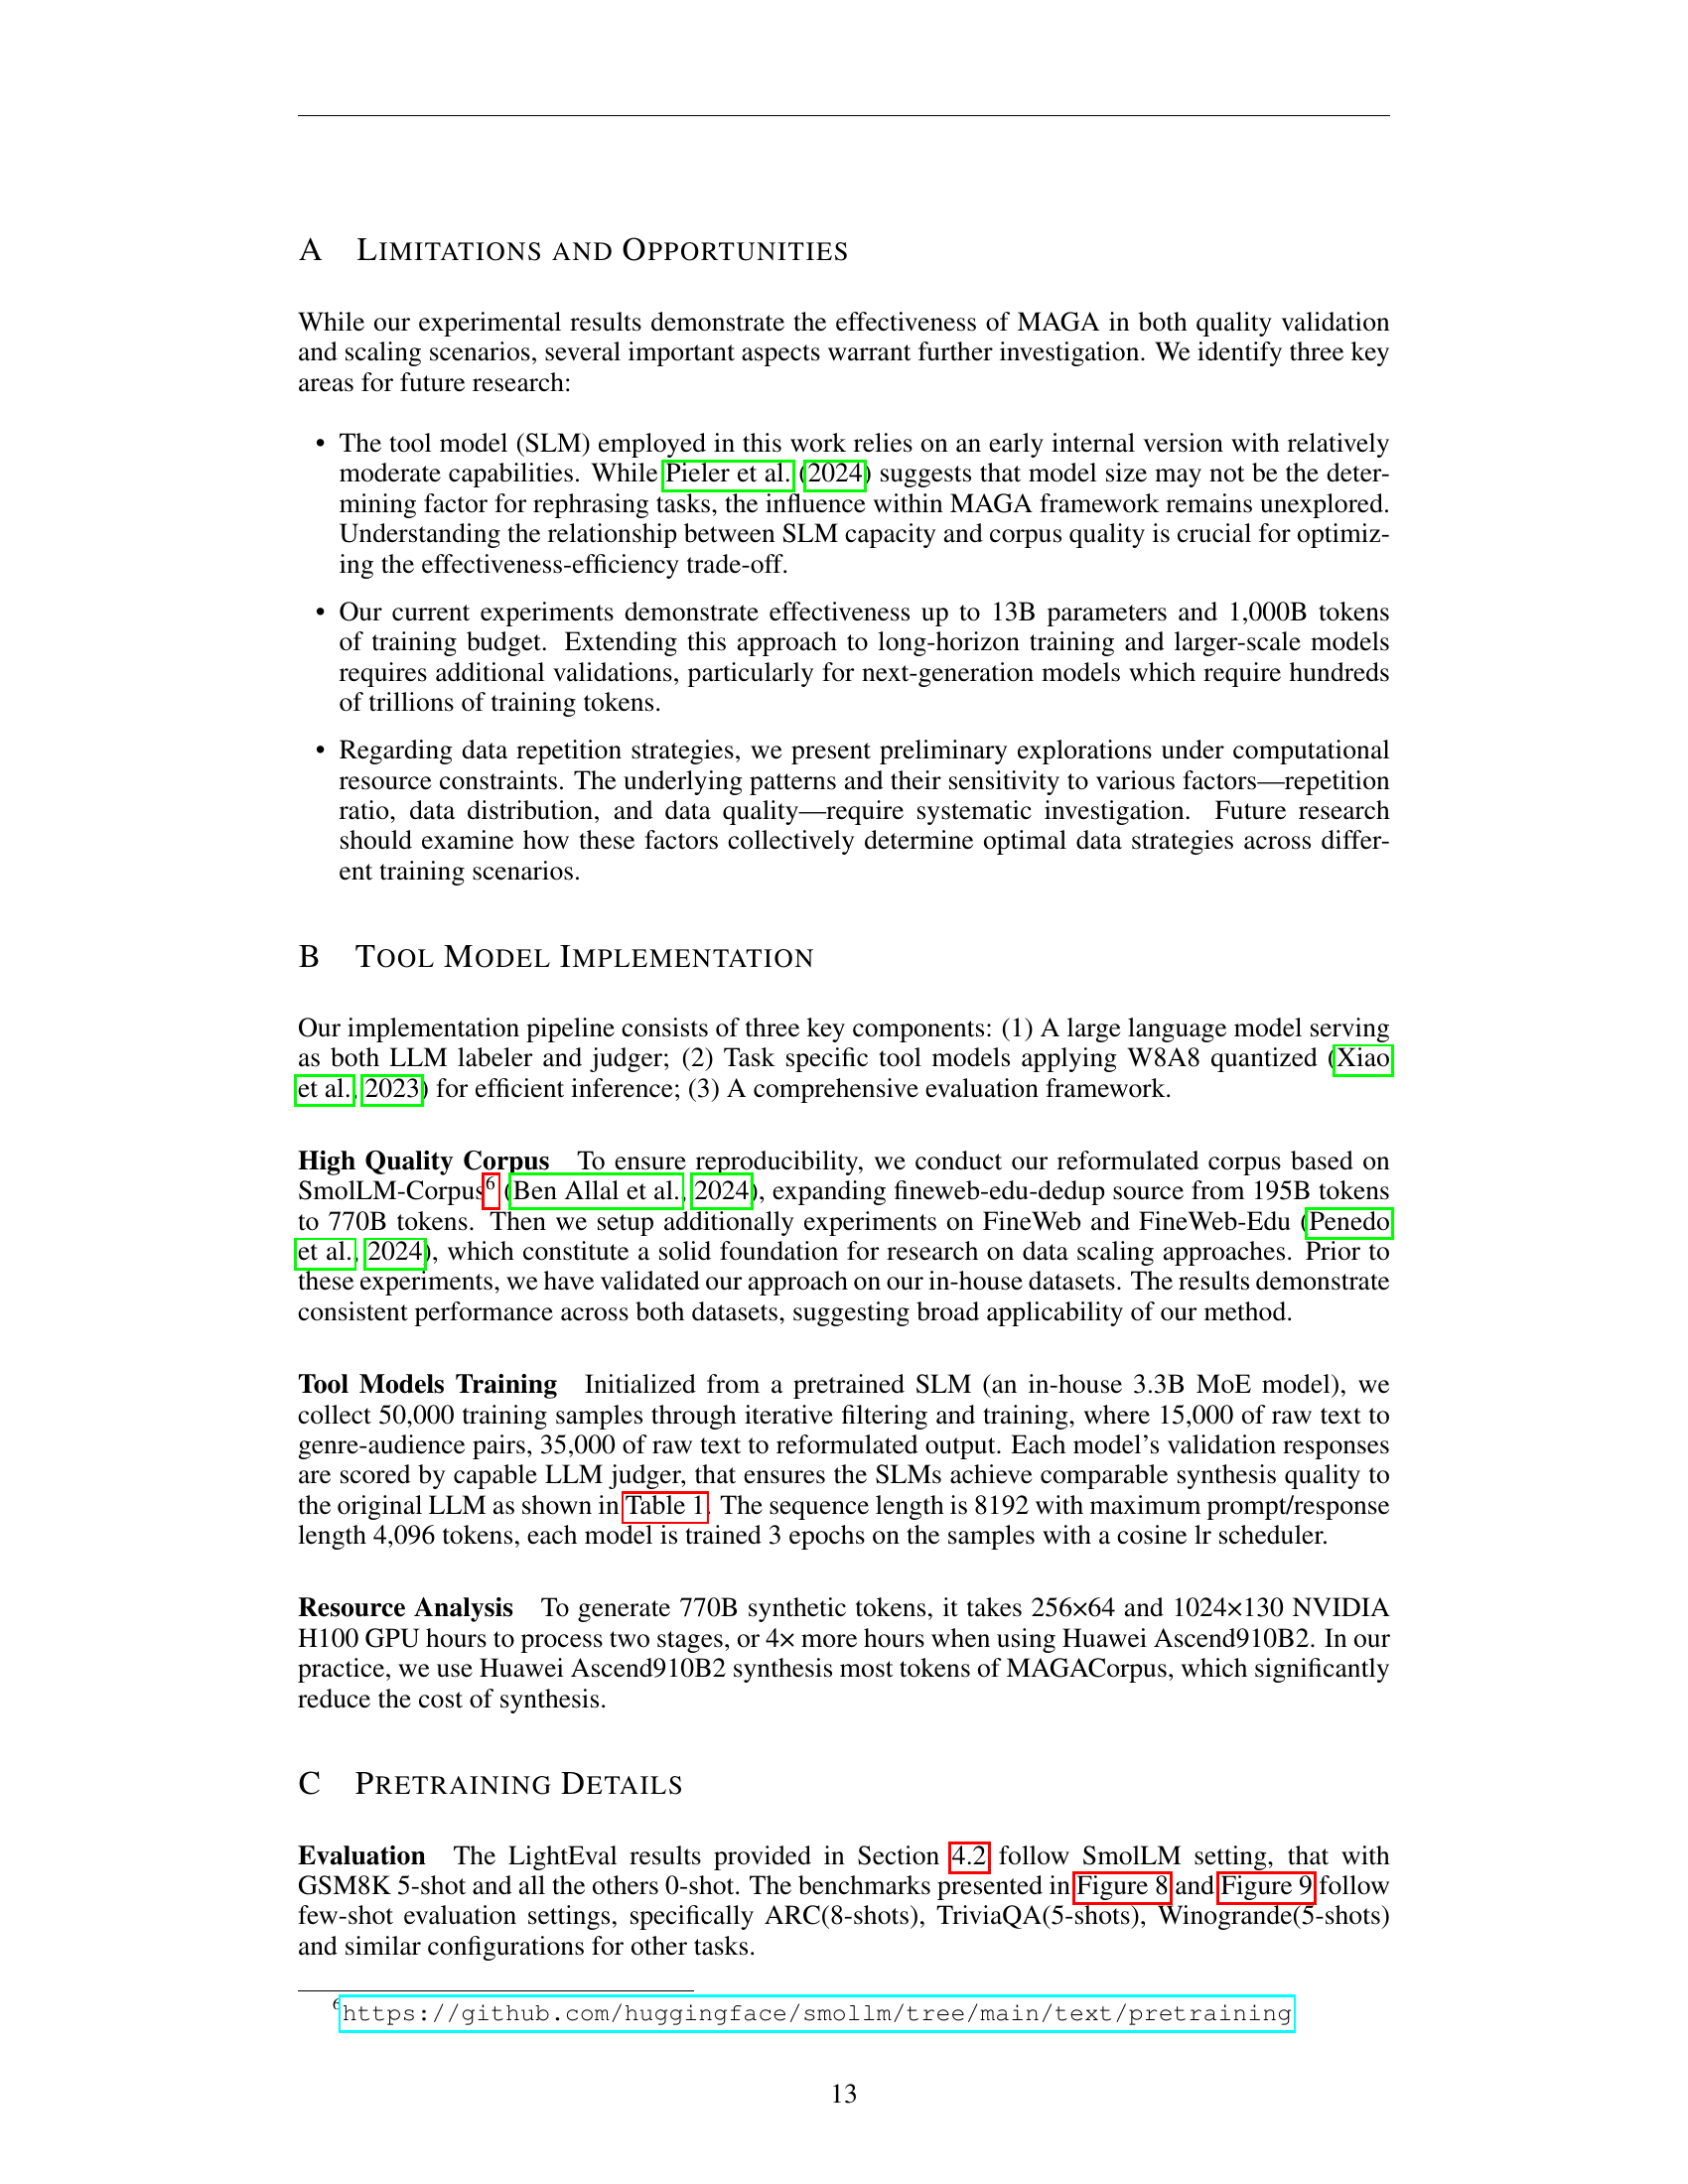 A LIMITATIONS AND OPPORTUNITIES
While our experimental results demonstrate the effectiveness of MAGA in both quality validation
and scaling scenarios, several important aspects warrant further investigation. We identify three key
areas for future research:
• The tool model (SLM) employed in this work relies on an early internal version with relatively
moderate capabilities. While Pieler et al. (2024) suggests that model size may not be the deter-
mining factor for rephrasing tasks, the influence within MAGA framework remains unexplored.
Understanding the relationship between SLM capacity and corpus quality is crucial for optimiz-
ing the effectiveness-efficiency trade-off.
• Our current experiments demonstrate effectiveness up to 13B parameters and 1,000B tokens
of training budget. Extending this approach to long-horizon training and larger-scale models
requires additional validations, particularly for next-generation models which require hundreds
of trillions of training tokens.
• Regarding data repetition strategies, we present preliminary explorations under computational
resource constraints. The underlying patterns and their sensitivity to various factors—repetition
ratio, data distribution, and data quality—require systematic investigation. Future research
should examine how these factors collectively determine optimal data strategies across differ-
ent training scenarios.
B TOOL MODEL IMPLEMENTATION
Our implementation pipeline consists of three key components: (1) A large language model serving
as both LLM labeler and judger; (2) Task specific tool models applying W8A8 quantized (Xiao
et al., 2023) for efficient inference; (3) A comprehensive evaluation framework.
High Quality Corpus To ensure reproducibility, we conduct our reformulated corpus based on
SmolLM-Corpus6 (Ben Allal et al., 2024), expanding fineweb-edu-dedup source from 195B tokens
to 770B tokens. Then we setup additionally experiments on FineWeb and FineWeb-Edu (Penedo
et al., 2024), which constitute a solid foundation for research on data scaling approaches. Prior to
these experiments, we have validated our approach on our in-house datasets. The results demonstrate
consistent performance across both datasets, suggesting broad applicability of our method.
Tool Models Training Initialized from a pretrained SLM (an in-house 3.3B MoE model), we
collect 50,000 training samples through iterative filtering and training, where 15,000 of raw text to
genre-audience pairs, 35,000 of raw text to reformulated output. Each model's validation responses
are scored by capable LLM judger, that ensures the SLMs achieve comparable synthesis quality to
the original LLM as shown in Table 1. The sequence length is 8192 with maximum prompt/response
length 4,096 tokens, each model is trained 3 epochs on the samples with a cosine lr scheduler.
Resource Analysis To generate 770B synthetic tokens, it takes 256×64 and 1024×130 NVIDIA
H100 GPU hours to process two stages, or 4× more hours when using Huawei Ascend910B2. In our
practice, we use Huawei Ascend910B2 synthesis most tokens of MAGACorpus, which significantly
reduce the cost of synthesis.
C PRETRAINING DETAILS
Evaluation The LightEval results provided in Section 4.2 follow SmolLM setting, that with
GSM8K 5-shot and all the others 0-shot. The benchmarks presented in Figure 8 and Figure 9 follow
few-shot evaluation settings, specifically ARC(8-shots), TriviaQA(5-shots), Winogrande(5-shots)
and similar configurations for other tasks.
6https://github.com/huggingface/smollm/tree/main/text/pretraining
13